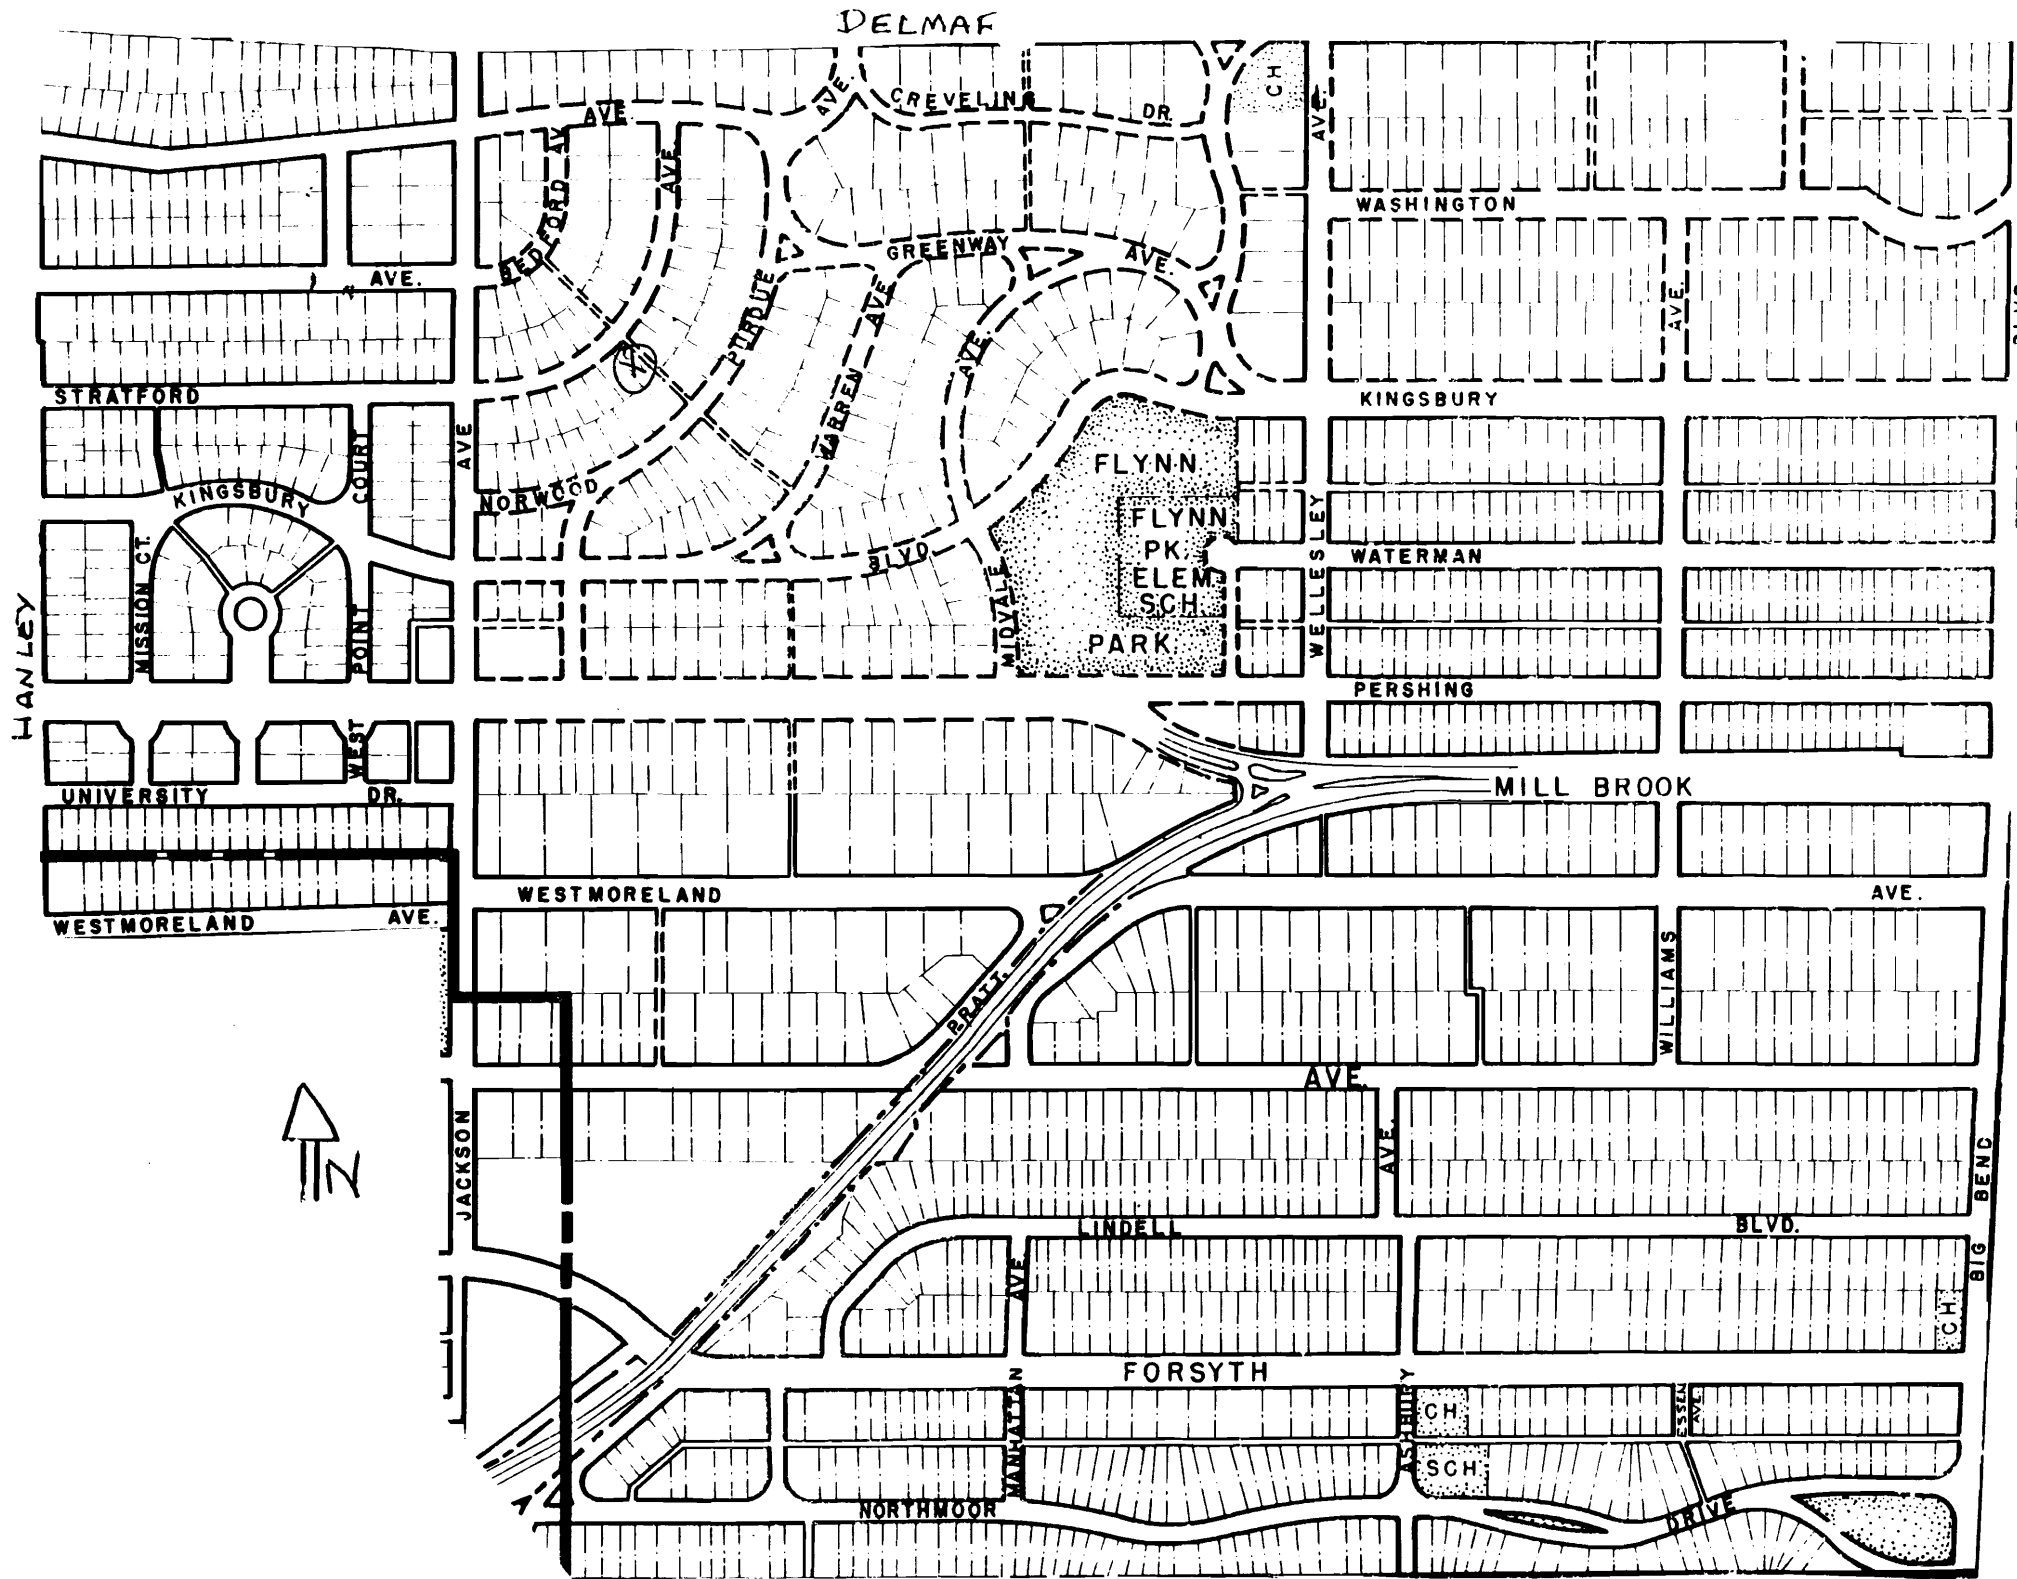 DELMAF
CH
CREVELING
DR.
AVE.
AVE.
AVE.
AVE.
BEDFORD AV
WASHINGTON
GREENWAY
AVE.
AVE.
PURDUE
AVE.
AVE.
AVE.
WARREN
STRATFORD
KINGSBURY
COURT
AVE
FLYNN
KINGSBURY
NORWOOD
FLYNN
PK.
ELEM
SCH.
PARK
WELLESLEY
WATERMAN
BLVD
MIDVALE
MISSION CT.
POINT
HANLEY
PERSHING
WEST
UNIVERSITY
DR.
MILL BROOK
WESTMORELAND
AVE.
WESTMORELAND
AVE.
WILLIAMS
PRATT.
AVE.
N
JACKSON
AVE.
BIG BEND
LINDELL
BLVD.
AVE
CH
FORSYTH
MANHATTAN
ASHBURY
CH
ESSEN
AVE
SCH.
NORTHMOOR
DRIVE